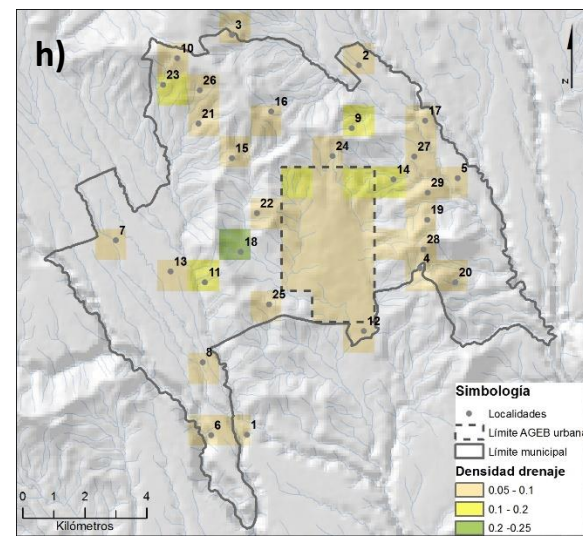 h)
3
N
10
2
23
26
16
17
21
9
24
27
15
14
5
29
22
19
7
18
28
13
11
4
20
25
12
8
6
1
Simbología
Localidades
Límite AGEB urbana
Límite municipal
Densidad drenaje
0.05 - 0.1
0.1 - 0.2
0.2 -0.25
0 2 4
Kilómetros